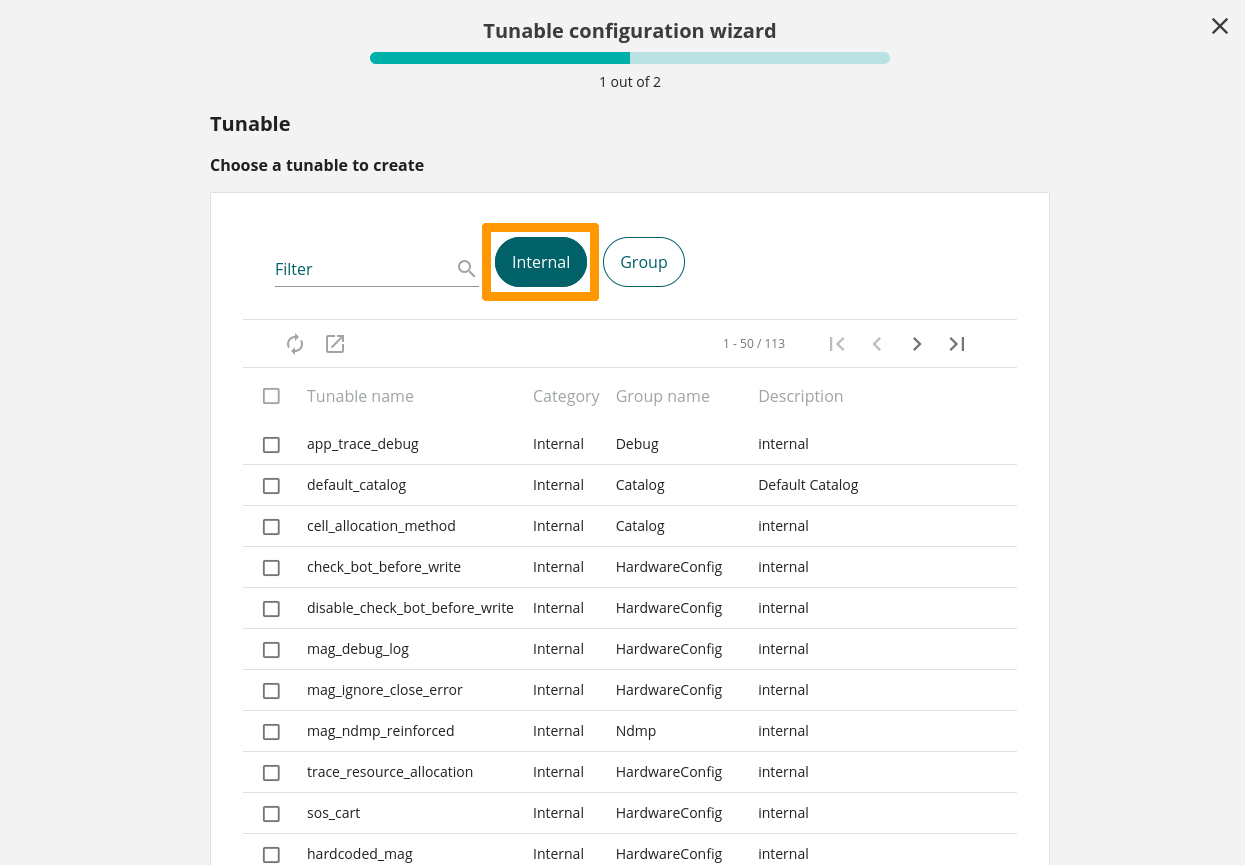 Tunable configuration wizard
1 out of 2
Tunable
Choose a tunable to create
Filter Internal Group
1 - 50 / 113
Tunable name Category Group name Description
app_trace_debug Internal Debug internal
default_catalog Internal Catalog Default Catalog
cell_allocation_method Internal Catalog internal
check_bot_before_write Internal HardwareConfig internal
disable_check_bot_before_write Internal HardwareConfig internal
mag_debug_log Internal HardwareConfig internal
mag_ignore_close_error Internal HardwareConfig internal
mag_ndmp_reinforced Internal Ndmp internal
trace_resource_allocation Internal HardwareConfig internal
sos_cart Internal HardwareConfig internal
hardcoded_mag Internal HardwareConfig internal